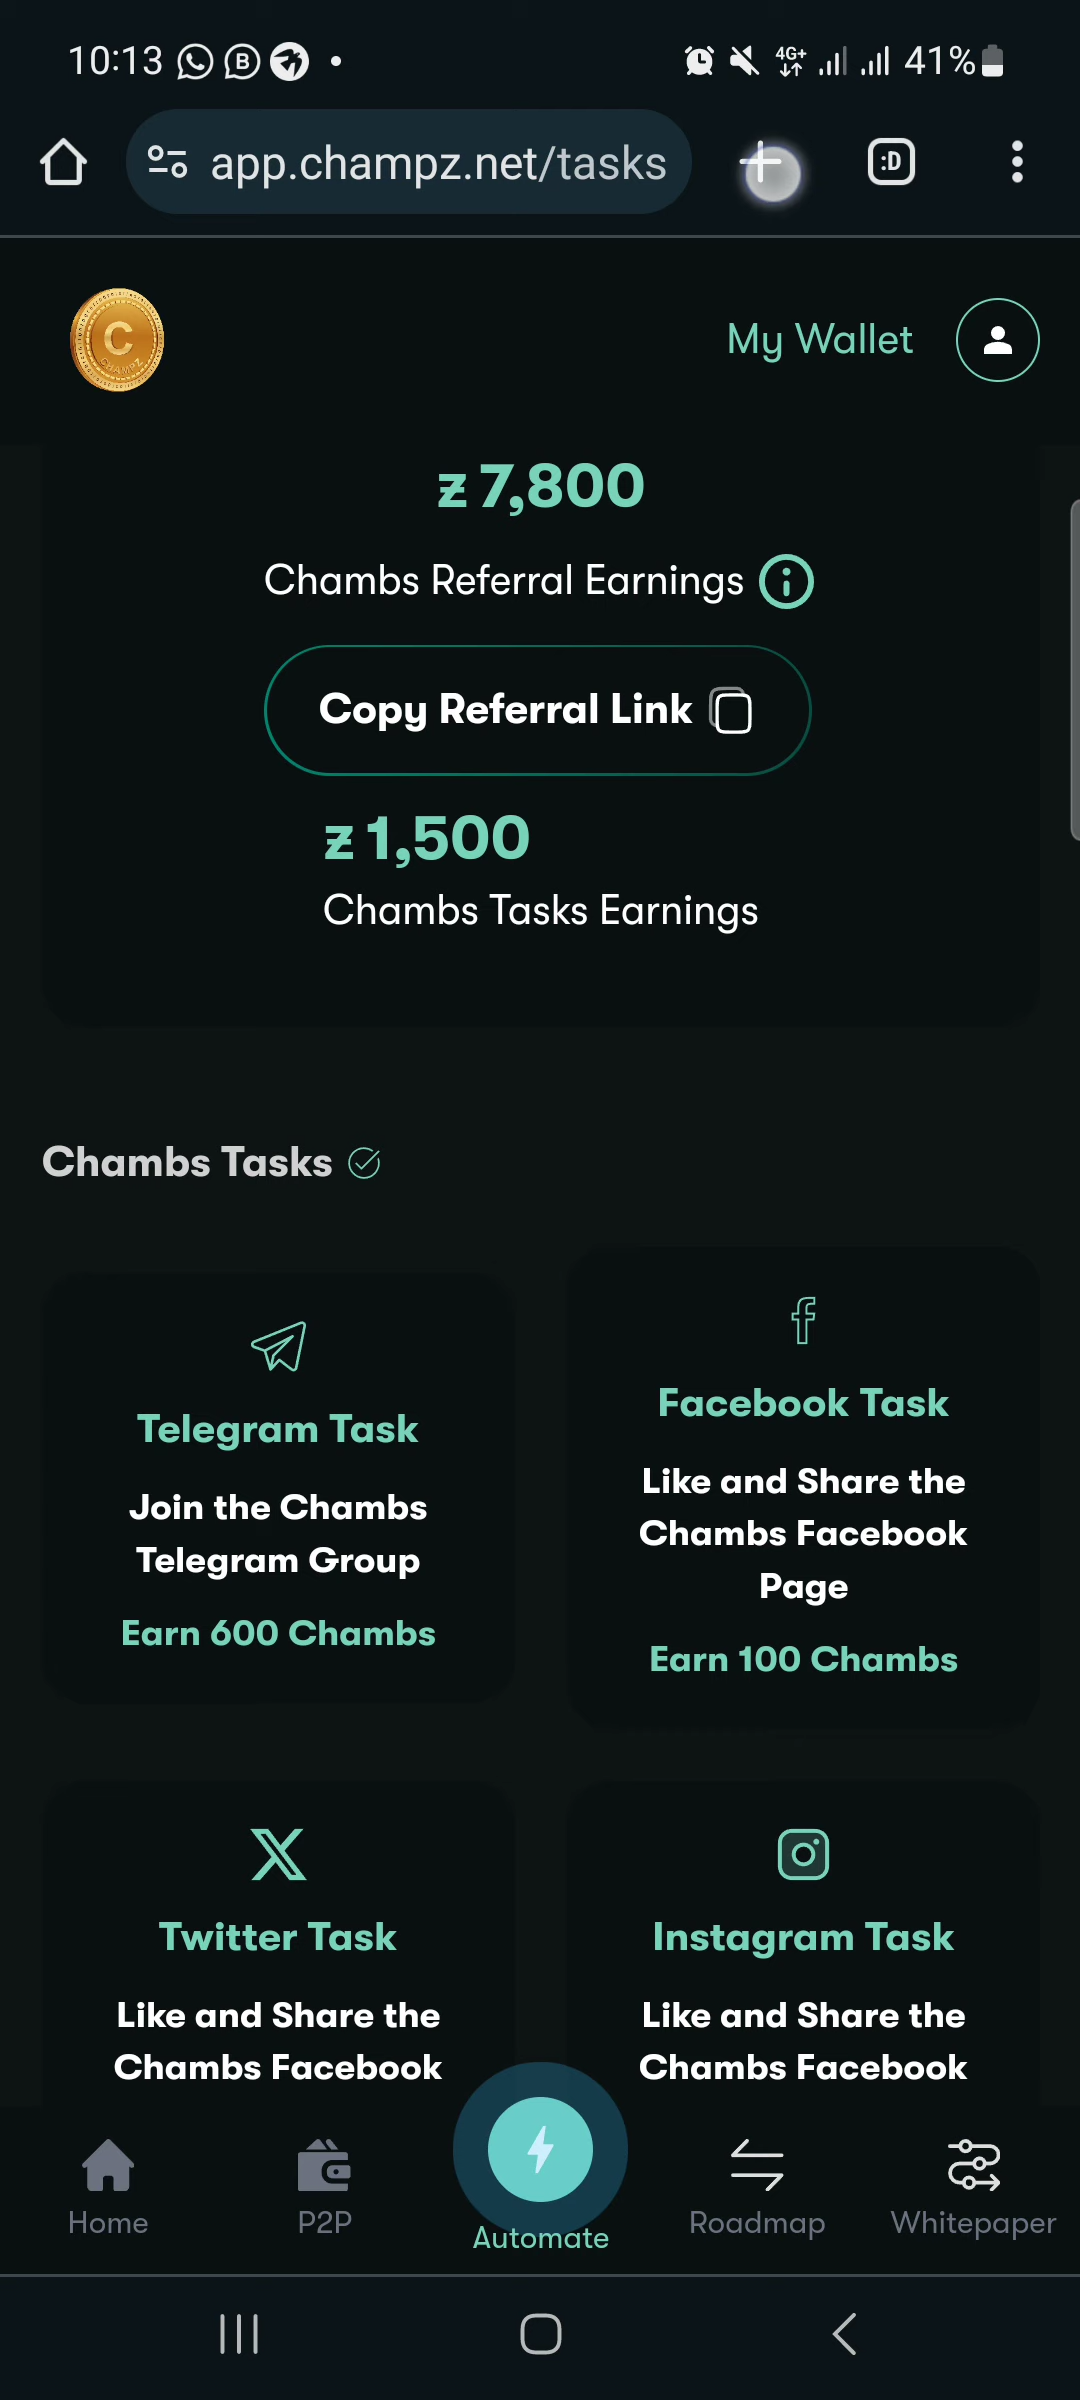 10:13
4G+
41%
app.champz.net/tasks
:D
C
CHAMPZ
My Wallet
ƶ 7,800
Chambs Referral Earnings
Copy Referral Link
ƶ 1,500
Chambs Tasks Earnings
Chambs Tasks
Telegram Task
Join the Chambs
Telegram Group
Earn 600 Chambs
Facebook Task
Like and Share the
Chambs Facebook
Page
Earn 100 Chambs
Twitter Task
Like and Share the
Chambs Facebook
Instagram Task
Like and Share the
Chambs Facebook
Home
P2P
Automate
Roadmap
Whitepaper